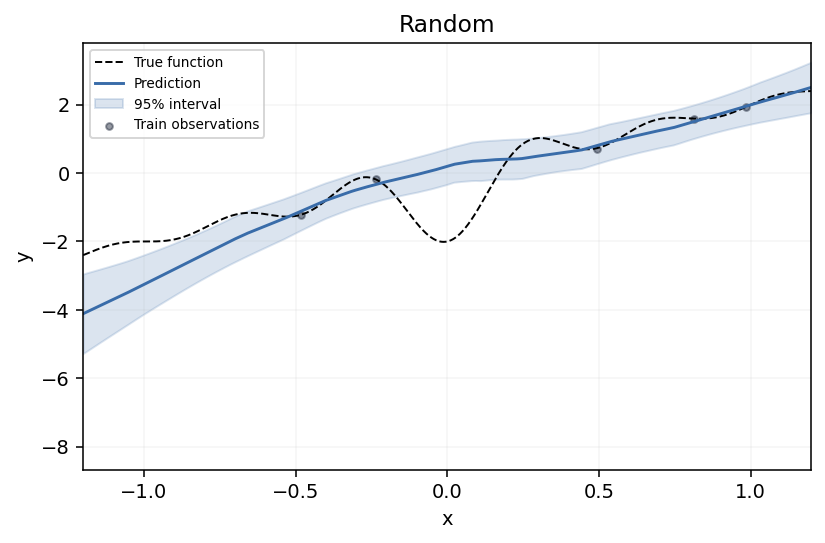 Random
True function
Prediction
95% interval
Train observations
y
2
0
−2
−4
−6
−8
−1.0 −0.5 0.0 0.5 1.0
x